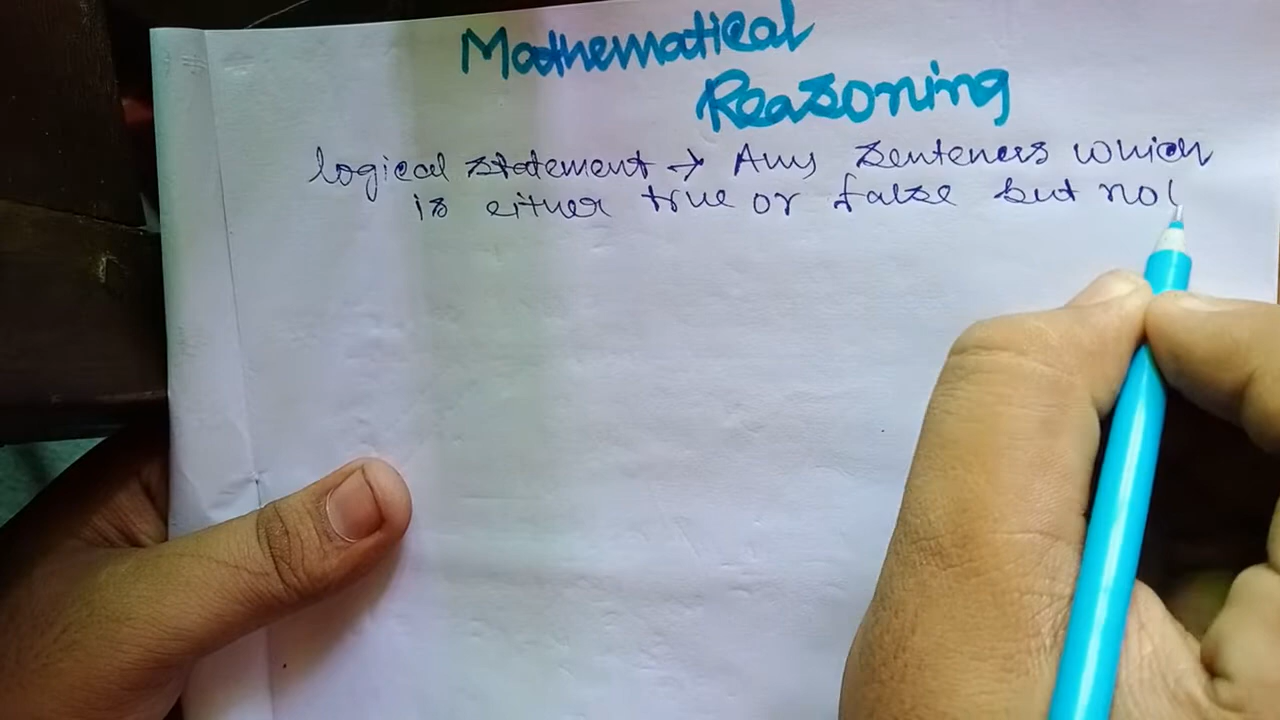 Mathematical
Reasoning
logical statement → Any sentences which
is either true or false but not